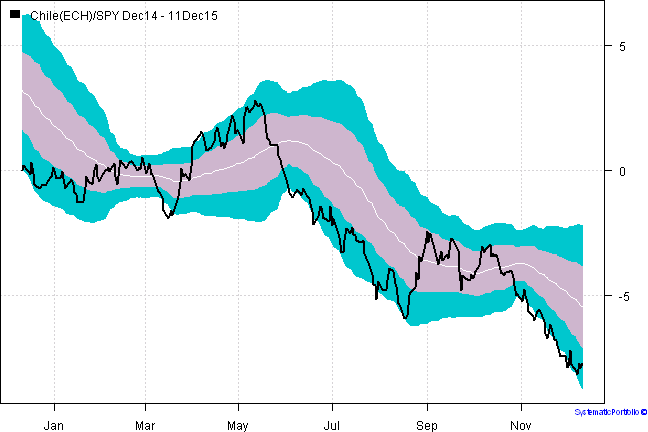 Chile(ECH)/SPY Dec14 - 11Dec15
5
0
-5
Jan Mar May Jul Sep Nov
SystematicPortfolio ©